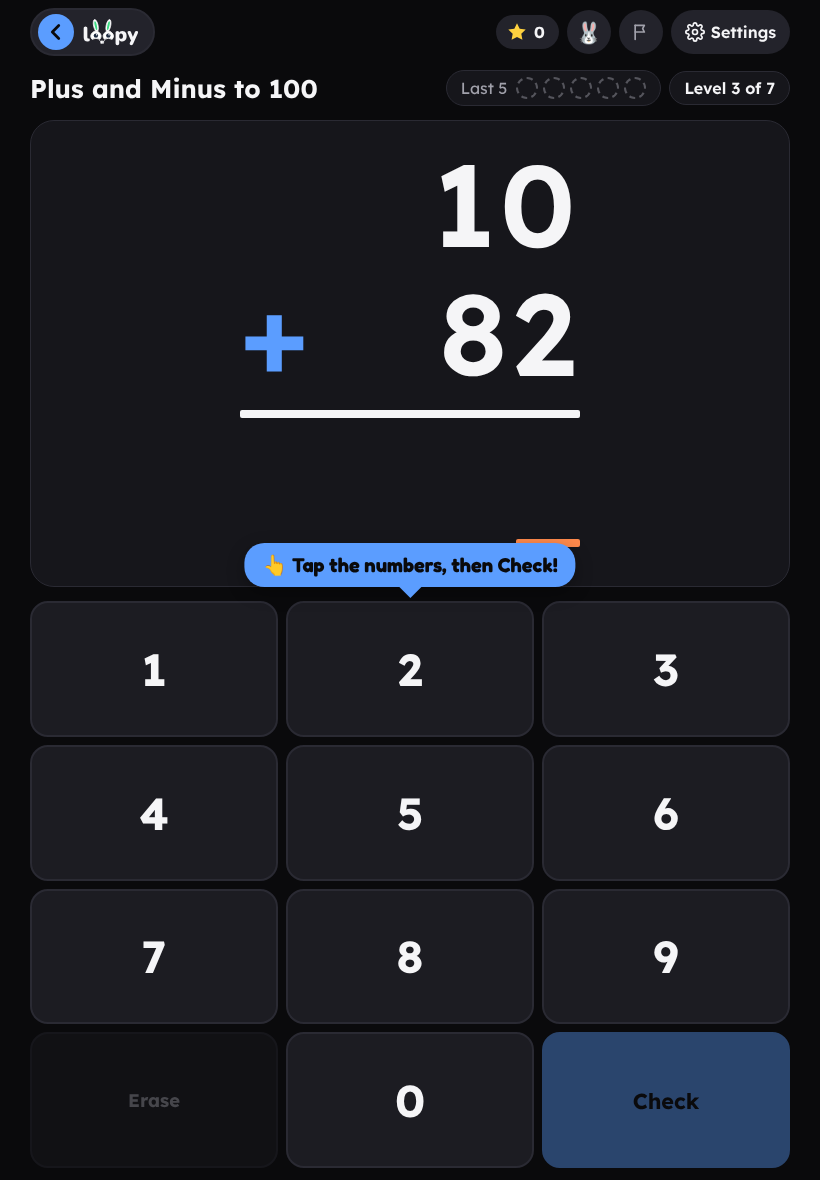 loopy
⭐ 0
Settings
Plus and Minus to 100
Last 5
Level 3 of 7
10
+ 82
👆 Tap the numbers, then Check!
1 2 3
4 5 6
7 8 9
Erase 0 Check